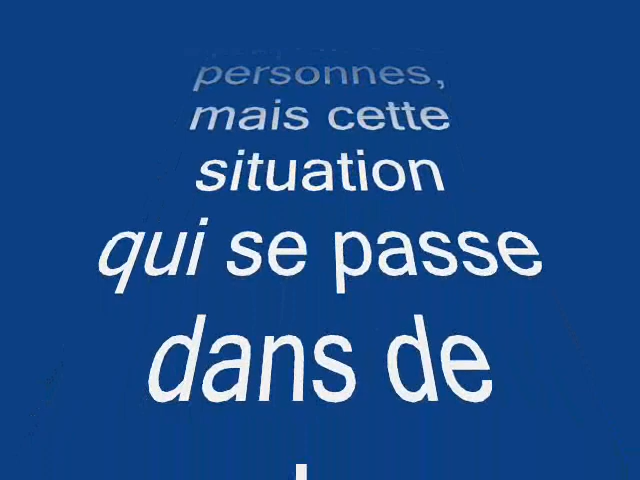 personnes,
mais cette
situation
qui se passe
dans de